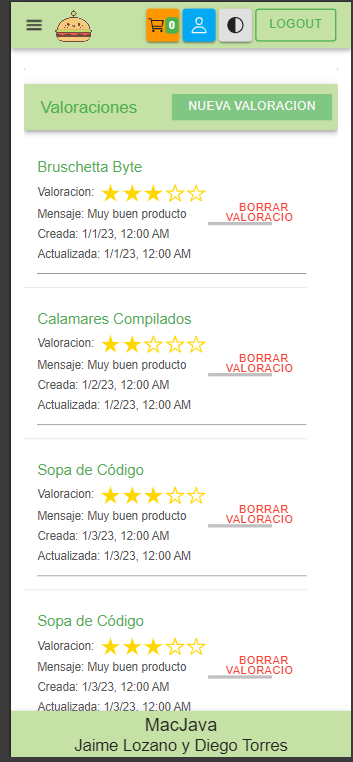 0 LOGOUT
Valoraciones NUEVA VALORACION
Bruschetta Byte
Valoracion:
Mensaje: Muy buen producto
Creada: 1/1/23, 12:00 AM
Actualizada: 1/1/23, 12:00 AM
BORRAR
VALORACIO
Calamares Compilados
Valoracion:
Mensaje: Muy buen producto
Creada: 1/2/23, 12:00 AM
Actualizada: 1/2/23, 12:00 AM
BORRAR
VALORACIO
Sopa de Código
Valoracion:
Mensaje: Muy buen producto
Creada: 1/3/23, 12:00 AM
Actualizada: 1/3/23, 12:00 AM
BORRAR
VALORACIO
Sopa de Código
Valoracion:
Mensaje: Muy buen producto
Creada: 1/3/23, 12:00 AM
Actualizada: 1/3/23, 12:00 AM
BORRAR
VALORACIO
MacJava
Jaime Lozano y Diego Torres